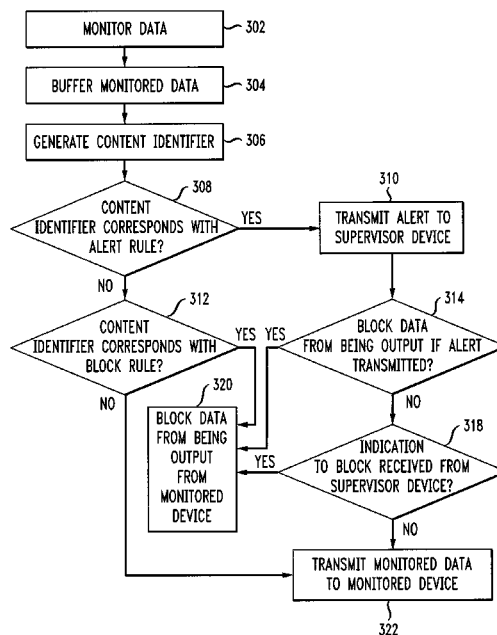 MONITOR DATA
302
BUFFER MONITORED DATA
304
GENERATE CONTENT IDENTIFIER
306
308
CONTENT
IDENTIFIER CORRESPONDS WITH
ALERT RULE?
YES
NO
310
TRANSMIT ALERT TO
SUPERVISOR DEVICE
312
CONTENT
IDENTIFIER CORRESPONDS WITH
BLOCK RULE?
YES
NO
314
BLOCK DATA
FROM BEING OUTPUT IF ALERT
TRANSMITTED?
YES
NO
320
BLOCK DATA
FROM BEING
OUTPUT
FROM
MONITORED
DEVICE
318
INDICATION
TO BLOCK RECEIVED FROM
SUPERVISOR DEVICE?
YES
NO
TRANSMIT MONITORED DATA
TO MONITORED DEVICE
322